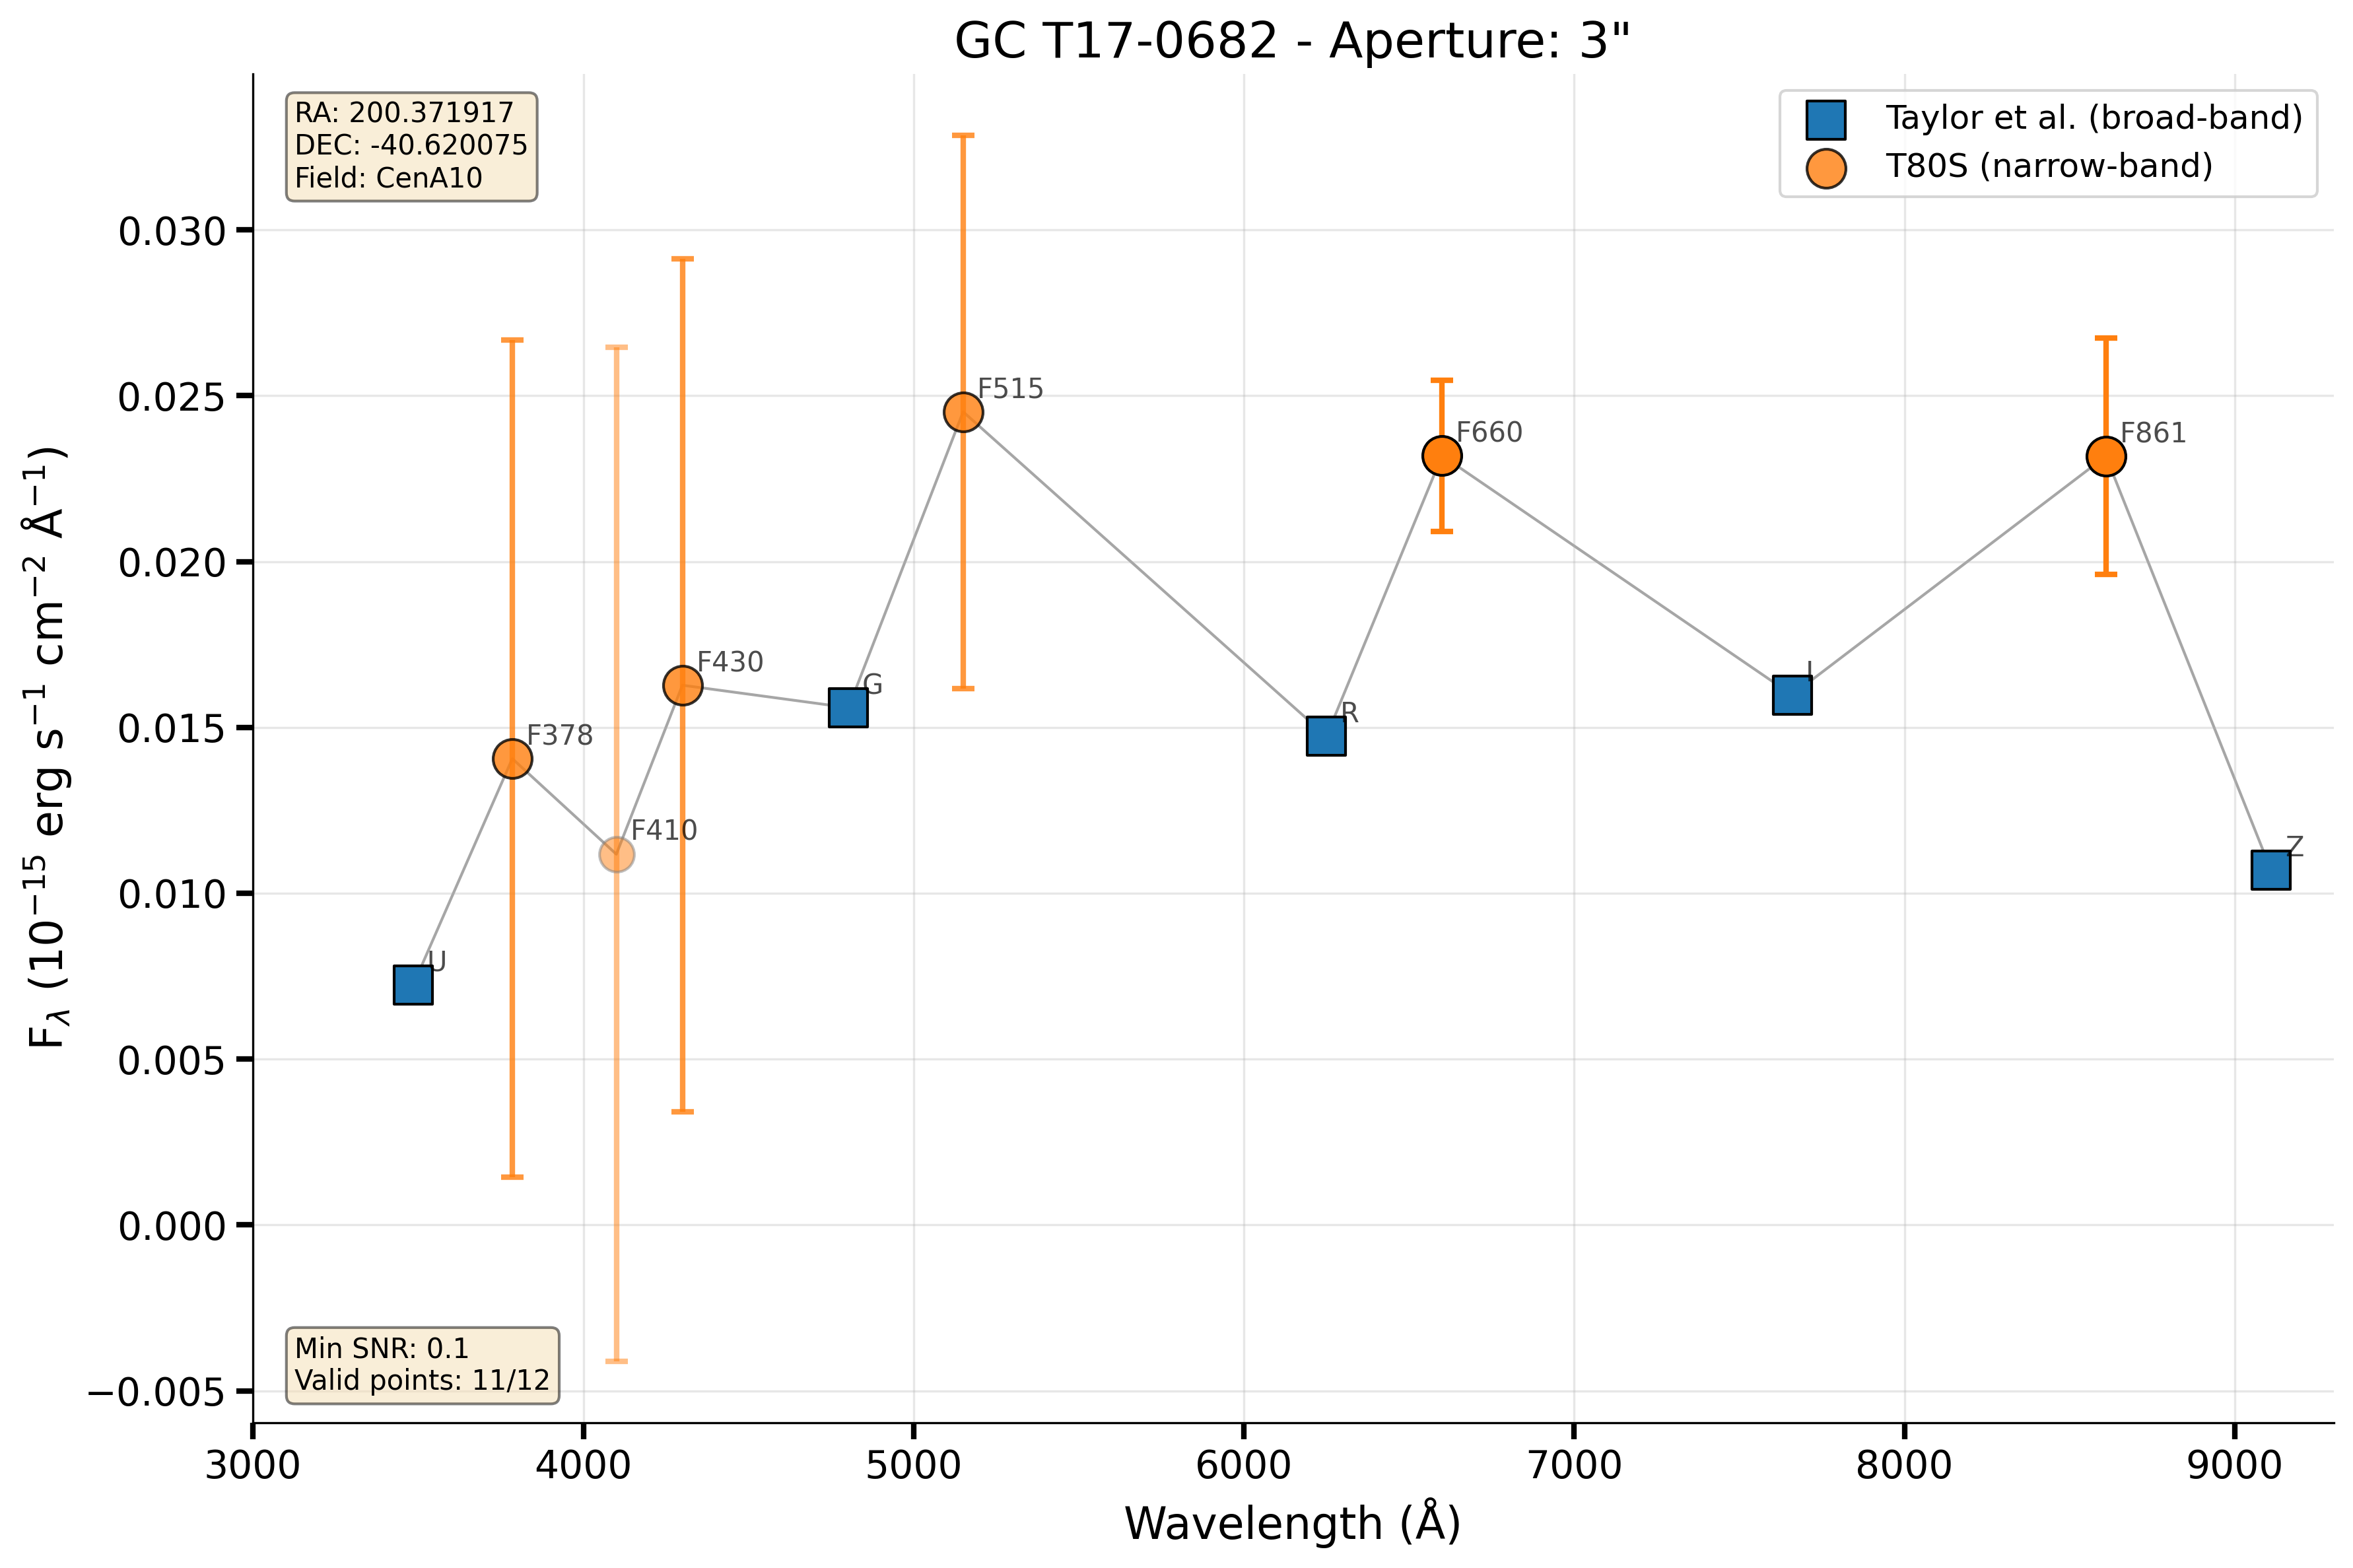 GC T17-0682 - Aperture: 3"
RA: 200.371917
DEC: -40.620075
Field: CenA10
Taylor et al. (broad-band)
T80S (narrow-band)
F_λ (10⁻¹⁵ erg s⁻¹ cm⁻² Å⁻¹)
0.030
0.025
0.020
0.015
0.010
0.005
0.000
−0.005
U
F378
F410
F430
G
F515
R
F660
I
F861
Z
Min SNR: 0.1
Valid points: 11/12
3000 4000 5000 6000 7000 8000 9000
Wavelength (Å)